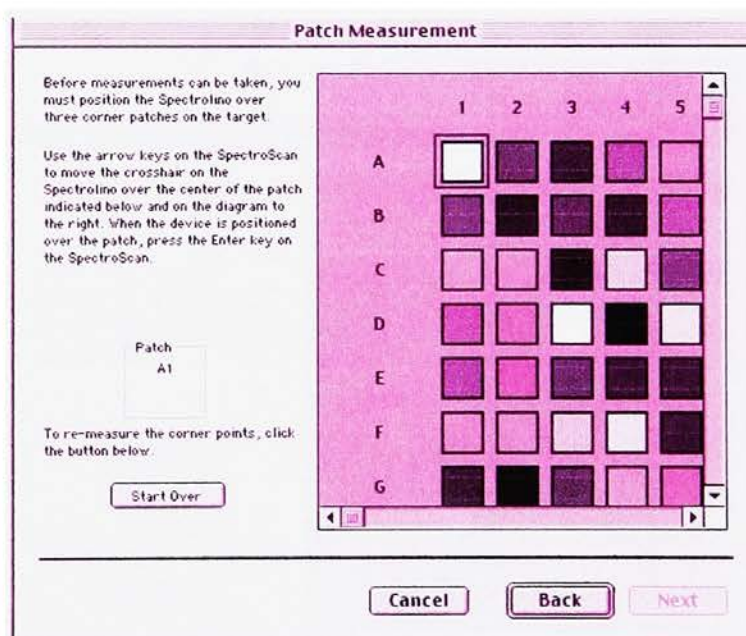 Patch Measurement
Before measurements can be taken, you
must position the Spectrolino over
three corner patches on the target.
Use the arrow keys on the SpectroScan
to move the crosshair on the
Spectrolino over the center of the patch
indicated below and on the diagram to
the right. When the device is positioned
over the patch, press the Enter key on
the SpectroScan.
Patch
A1
To re-measure the corner points, click
the button below.
Start Over
1 2 3 4 5
A
B
C
D
E
F
G
Cancel Back Next